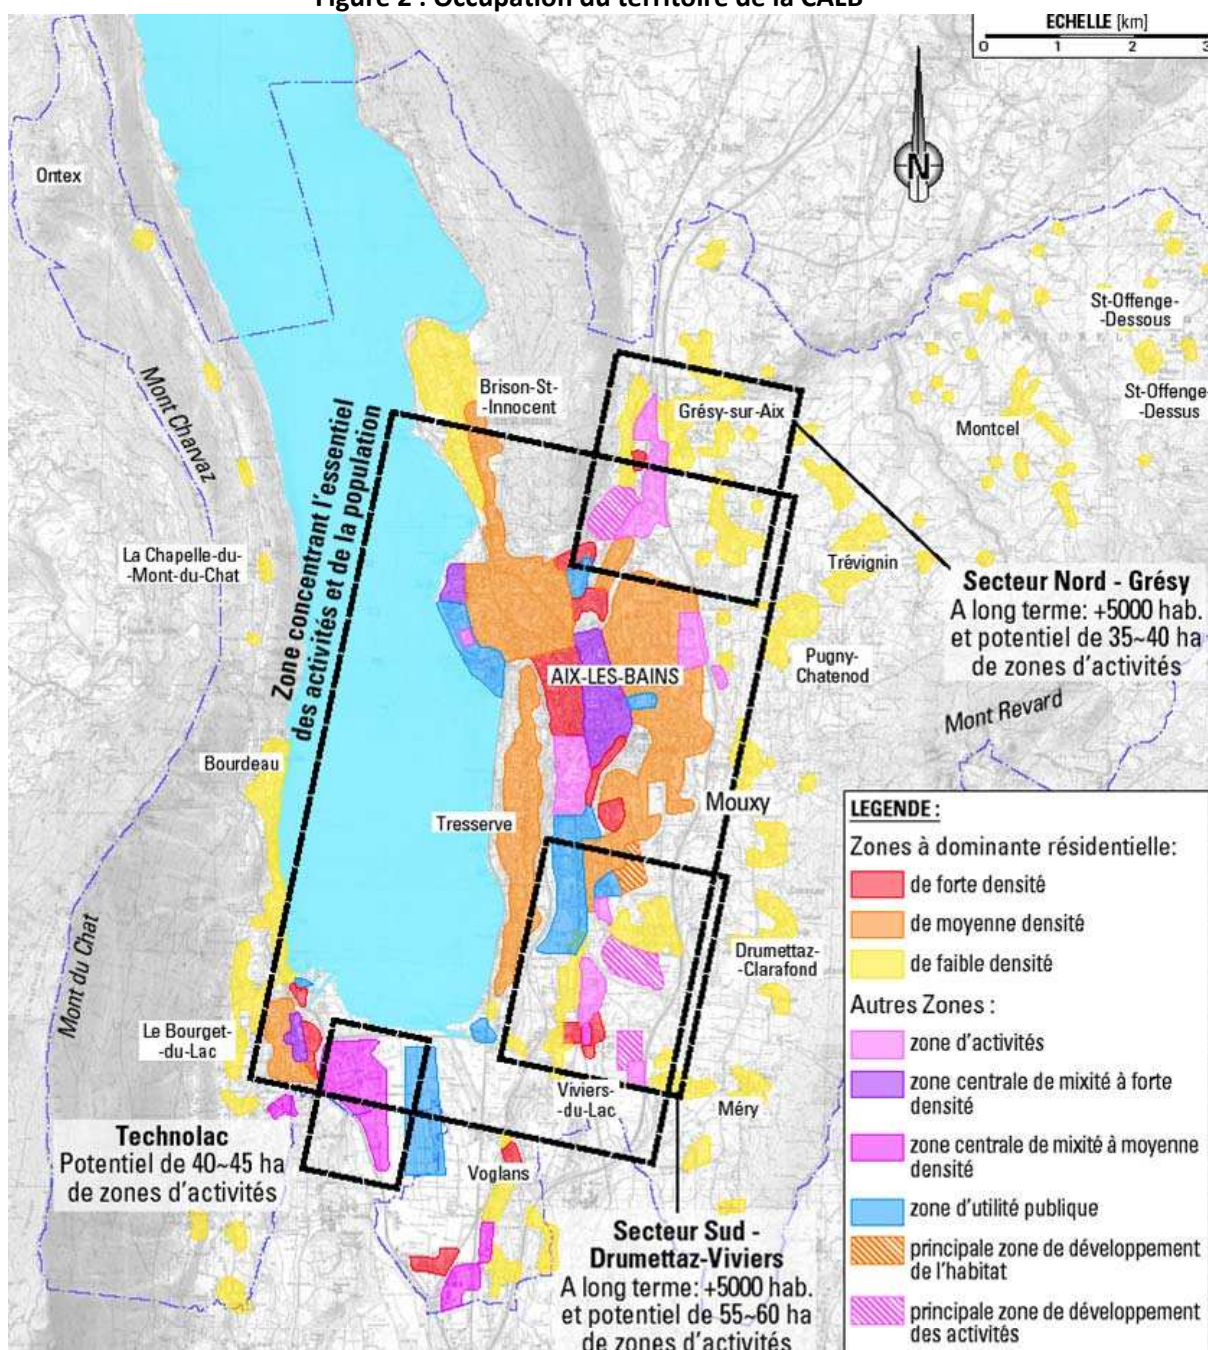 Figure 2 : Occupation du territoire de la CALB
ECHELLE [km]
0 1 2 3
N
Ontex
St-Offenge-
-Dessous
St-Offenge-
-Dessus
Mont Charvaz
Brison-St-
-Innocent
Grésy-sur-Aix
Montcel
Zone concentrant l'essentiel
des activités et de la population
La Chapelle-du-
-Mont-du-Chat
Trévignin
Secteur Nord - Grésy
A long terme: +5000 hab.
et potentiel de 35~40 ha
de zones d'activités
AIX-LES-BAINS
Pugny-
Chatenod
Mont Revard
Bourdeau
Mouxy
Tresserve
Mont du Chat
Drumettaz-
-Clarafond
Le Bourget-
-du-Lac
Viviers-
-du-Lac
Méry
Technolac
Potentiel de 40~45 ha
de zones d'activités
Voglans
Secteur Sud -
Drumettaz-Viviers
A long terme: +5000 hab.
et potentiel de 55~60 ha
de zones d'activités
LEGENDE :
Zones à dominante résidentielle:
de forte densité
de moyenne densité
de faible densité
Autres Zones :
zone d'activités
zone centrale de mixité à forte
densité
zone centrale de mixité à moyenne
densité
zone d'utilité publique
principale zone de développement
de l'habitat
principale zone de développement
des activités